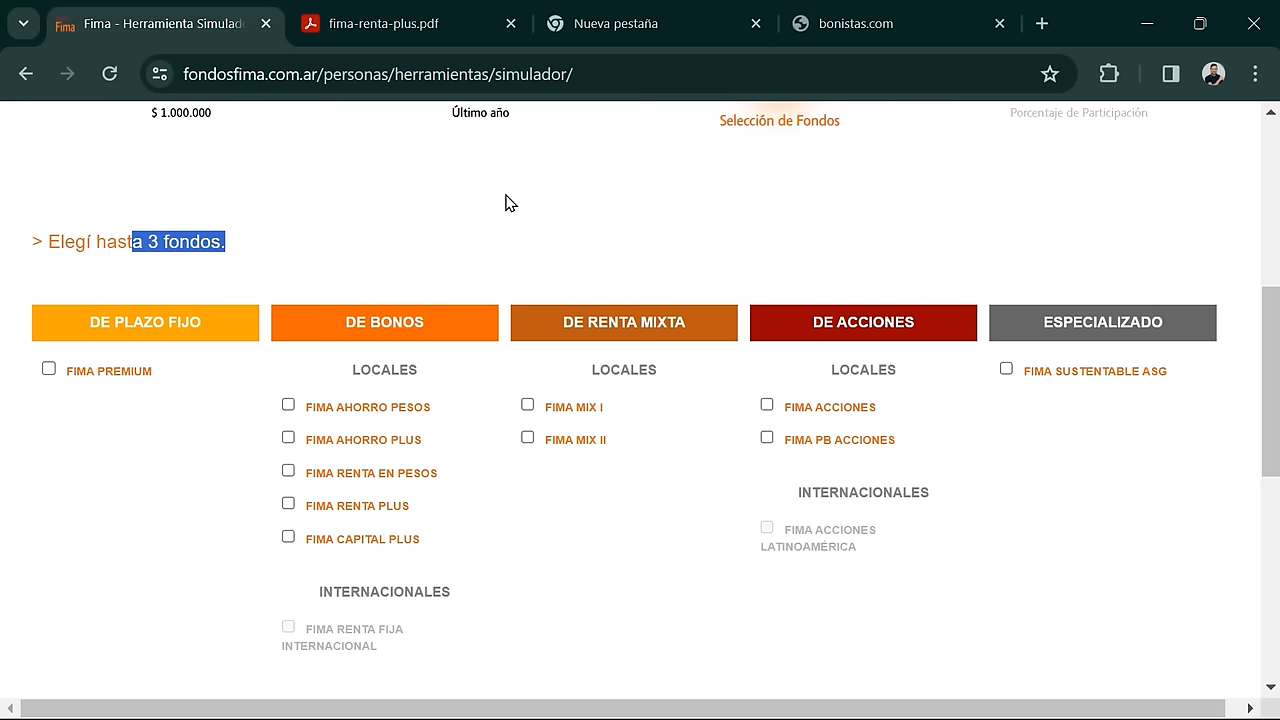 Fima
Fima - Herramienta Simulad
fima-renta-plus.pdf
Nueva pestaña
bonistas.com
fondosfima.com.ar/personas/herramientas/simulador/
$ 1.000.000
Último año
Selección de Fondos
Porcentaje de Participación
> Elegí hasta 3 fondos.
DE PLAZO FIJO
DE BONOS
DE RENTA MIXTA
DE ACCIONES
ESPECIALIZADO
FIMA PREMIUM
LOCALES
LOCALES
LOCALES
FIMA SUSTENTABLE ASG
FIMA AHORRO PESOS
FIMA MIX I
FIMA ACCIONES
FIMA AHORRO PLUS
FIMA MIX II
FIMA PB ACCIONES
FIMA RENTA EN PESOS
INTERNACIONALES
FIMA RENTA PLUS
FIMA ACCIONES
LATINOAMÉRICA
FIMA CAPITAL PLUS
INTERNACIONALES
FIMA RENTA FIJA
INTERNACIONAL